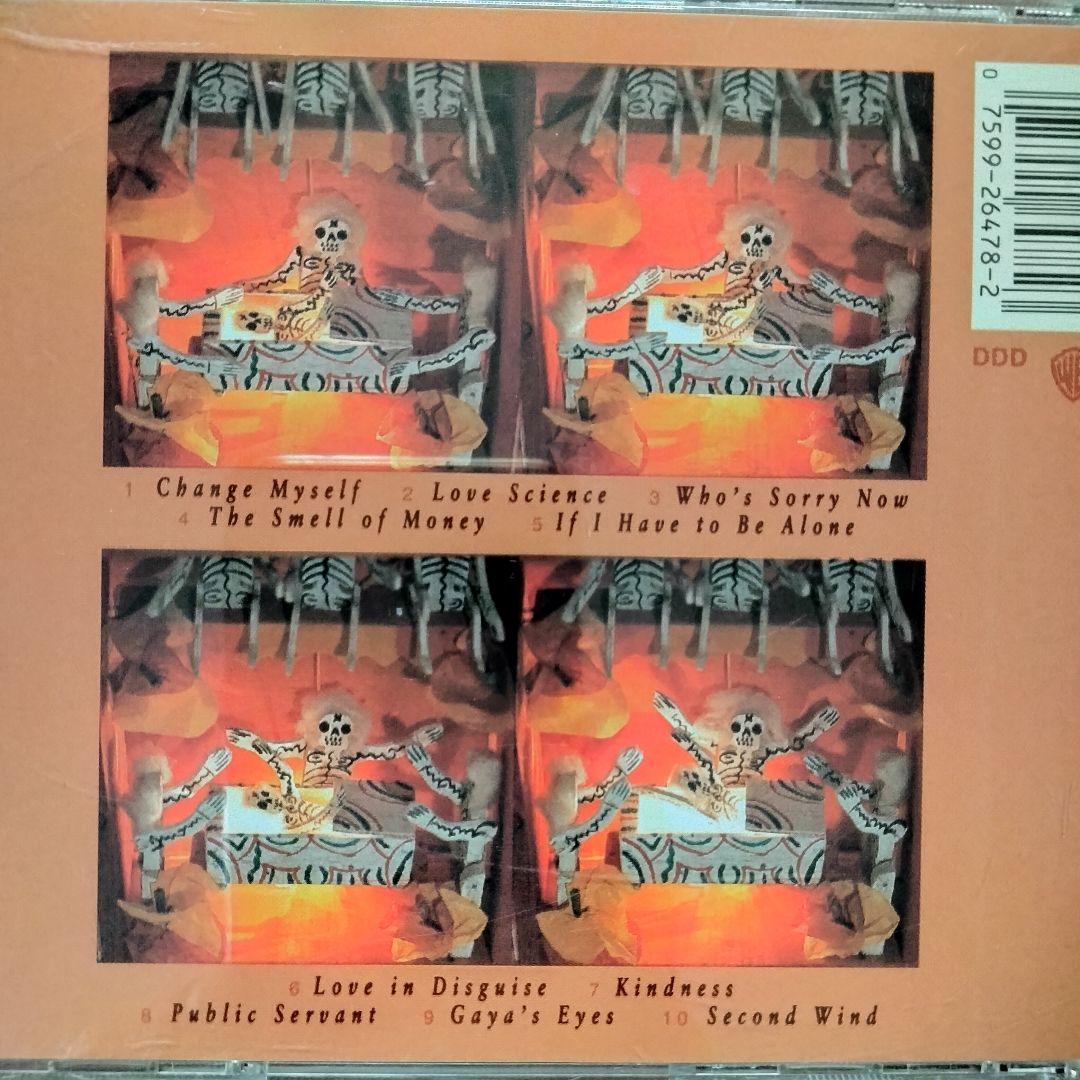 0 7599-26478-2
DDD
1 Change Myself 2 Love Science 3 Who's Sorry Now
4 The Smell of Money 5 If I Have to Be Alone
6 Love in Disguise 7 Kindness
8 Public Servant 9 Gaya's Eyes 10 Second Wind